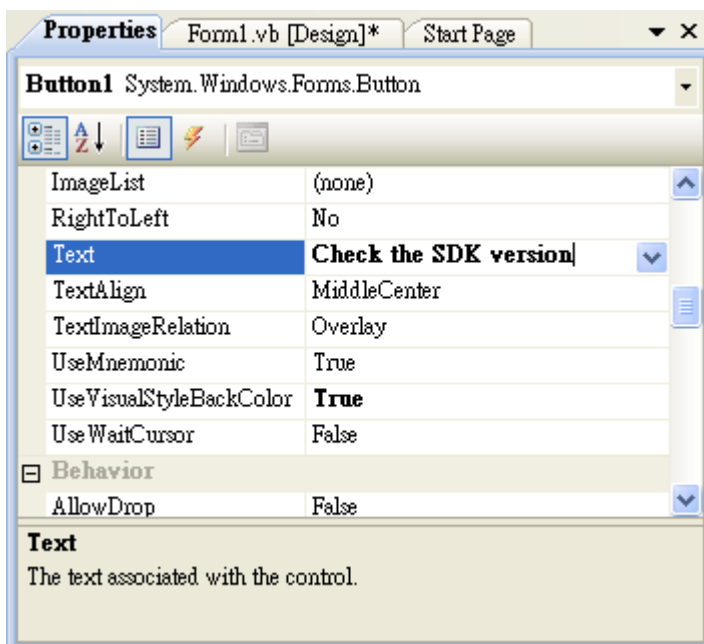 Properties Form1.vb [Design]* Start Page
Button1 System.Windows.Forms.Button
ImageList (none)
RightToLeft No
Text Check the SDK version
TextAlign MiddleCenter
TextImageRelation Overlay
UseMnemonic True
UseVisualStyleBackColor True
UseWaitCursor False
Behavior
AllowDrop False
Text
The text associated with the control.